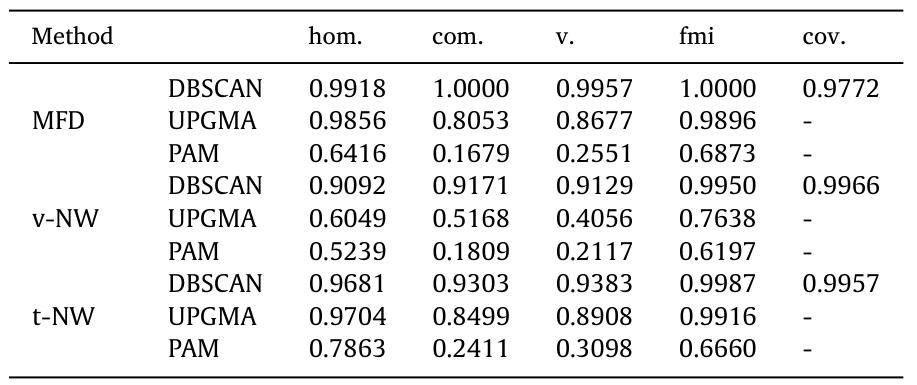 Method hom. com. v. fmi cov.
DBSCAN 0.9918 1.0000 0.9957 1.0000 0.9772
MFD UPGMA 0.9856 0.8053 0.8677 0.9896 -
PAM 0.6416 0.1679 0.2551 0.6873 -
DBSCAN 0.9092 0.9171 0.9129 0.9950 0.9966
v-NW UPGMA 0.6049 0.5168 0.4056 0.7638 -
PAM 0.5239 0.1809 0.2117 0.6197 -
DBSCAN 0.9681 0.9303 0.9383 0.9987 0.9957
t-NW UPGMA 0.9704 0.8499 0.8908 0.9916 -
PAM 0.7863 0.2411 0.3098 0.6660 -